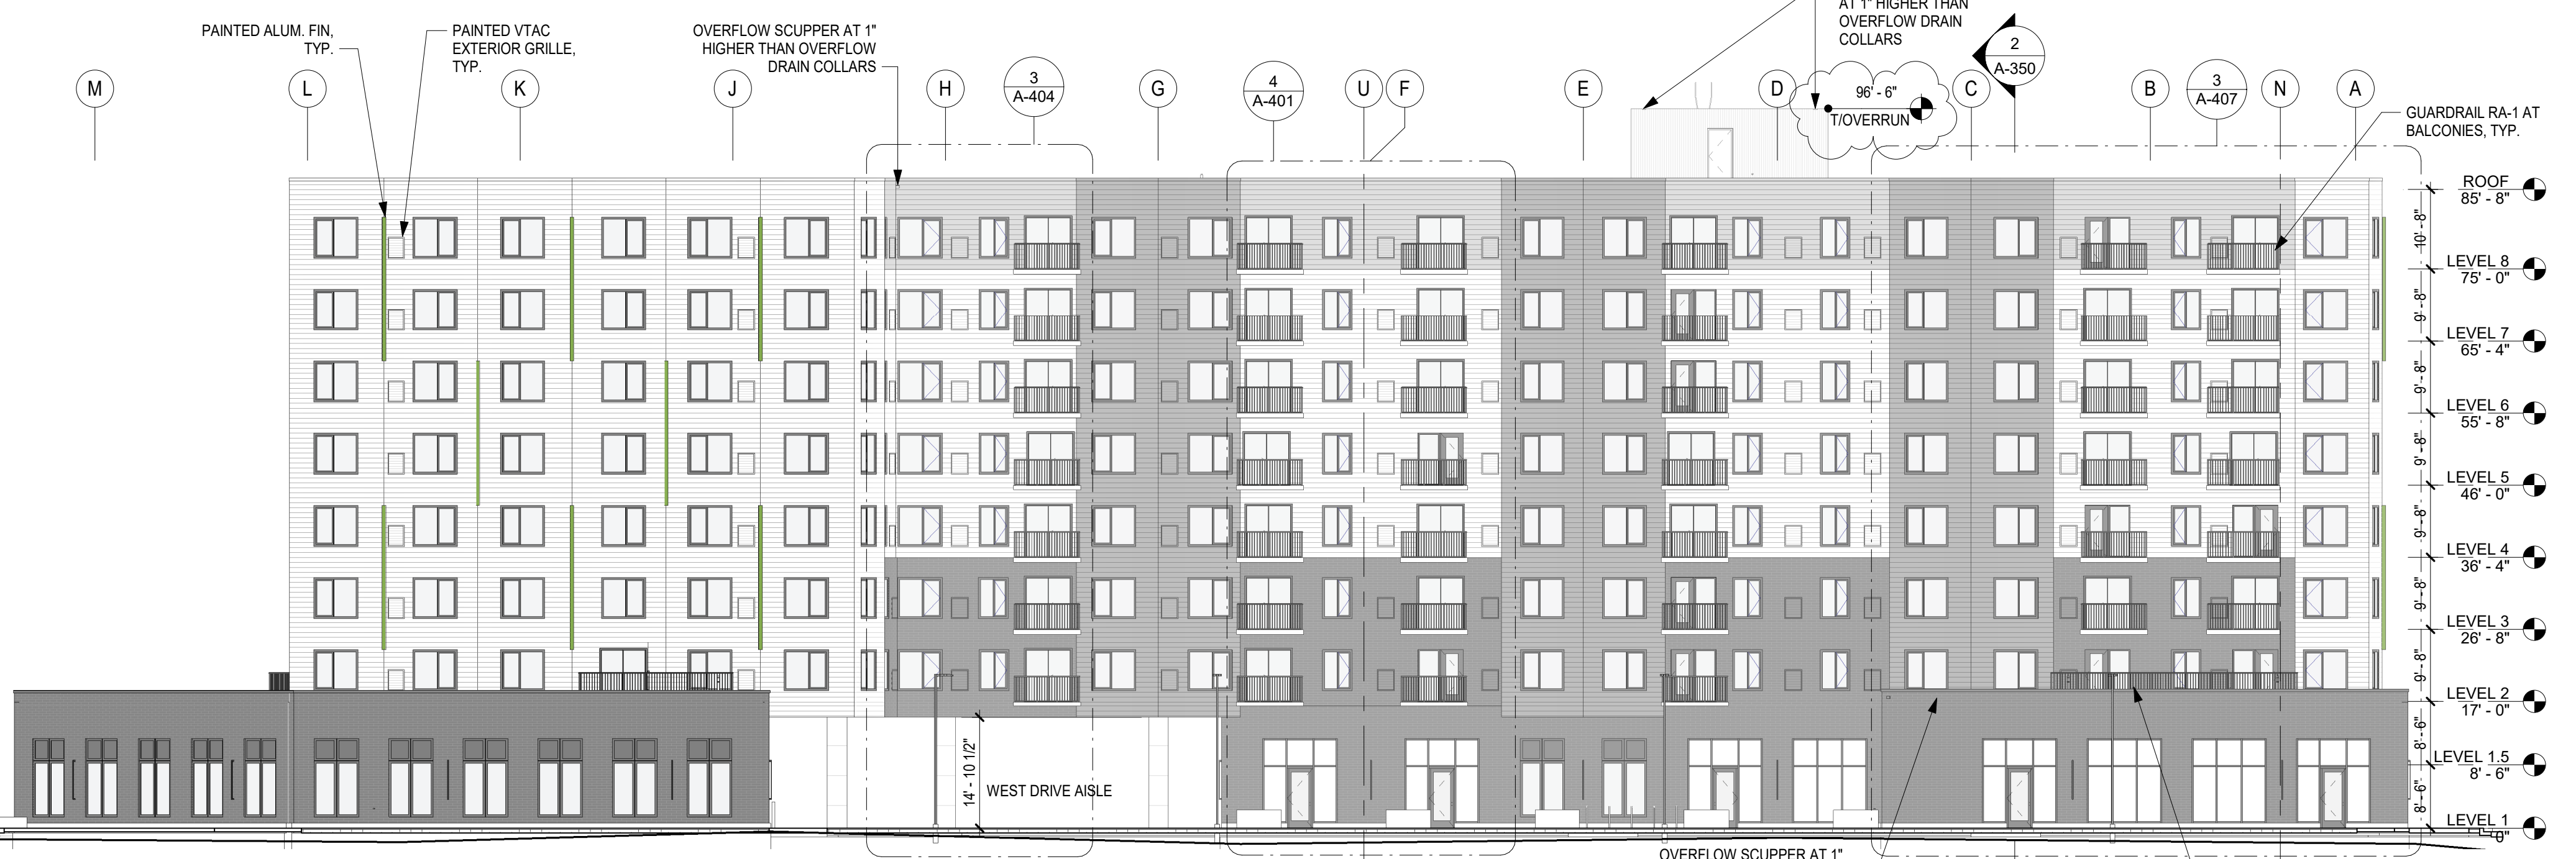 AT 1" HIGHER THAN
OVERFLOW DRAIN
COLLARS
PAINTED ALUM. FIN,
TYP.
PAINTED VTAC
EXTERIOR GRILLE,
TYP.
OVERFLOW SCUPPER AT 1"
HIGHER THAN OVERFLOW
DRAIN COLLARS
2
A-350
M
L
K
J
H
3
A-404
G
4
A-401
U
F
E
D
96' - 6"
T/OVERRUN
C
B
3
A-407
N
A
GUARDRAIL RA-1 AT
BALCONIES, TYP.
ROOF
85' - 8"
10' - 8"
LEVEL 8
75' - 0"
9' - 8"
LEVEL 7
65' - 4"
9' - 8"
LEVEL 6
55' - 8"
9' - 8"
LEVEL 5
46' - 0"
9' - 8"
LEVEL 4
36' - 4"
9' - 8"
LEVEL 3
26' - 8"
9' - 8"
LEVEL 2
17' - 0"
8' - 6"
LEVEL 1.5
8' - 6"
8' - 6"
LEVEL 1
0"
14' - 10 1/2"
WEST DRIVE AISLE
OVERFLOW SCUPPER AT 1"